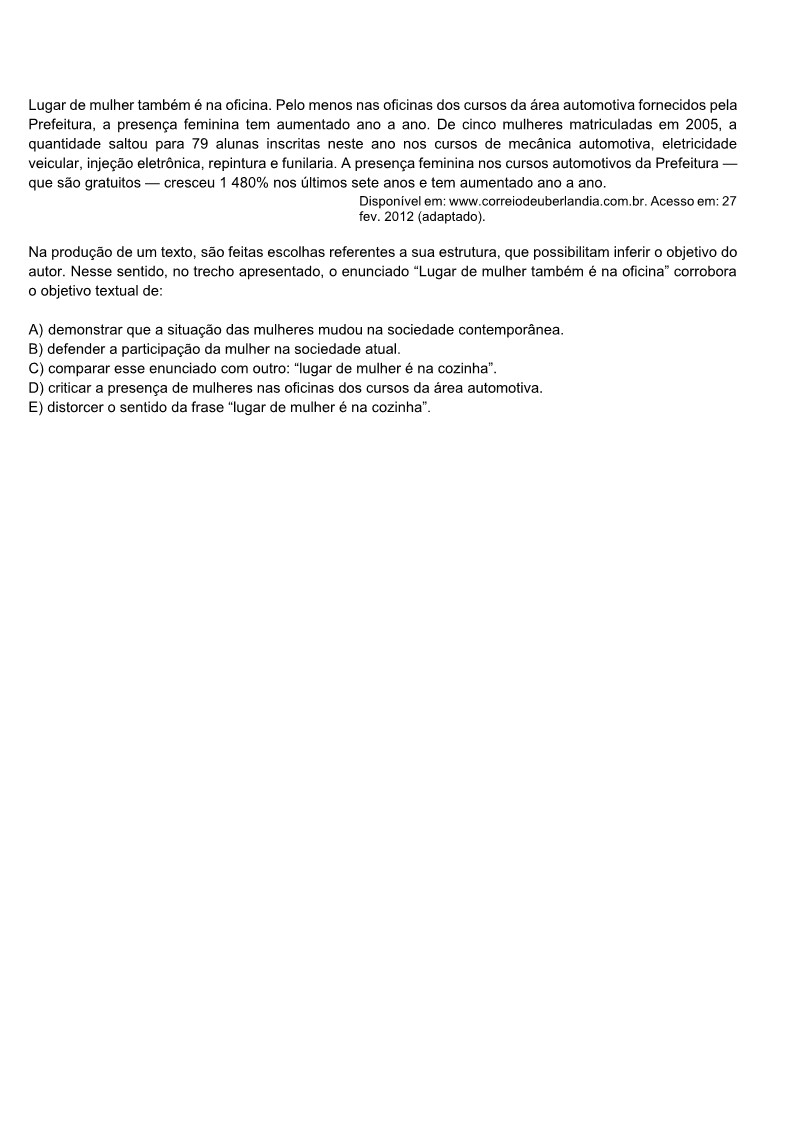 Lugar de mulher também é na oficina. Pelo menos nas oficinas dos cursos da área automotiva fornecidos pela
Prefeitura, a presença feminina tem aumentado ano a ano. De cinco mulheres matriculadas em 2005, a
quantidade saltou para 79 alunas inscritas neste ano nos cursos de mecânica automotiva, eletricidade
veicular, injeção eletrônica, repintura e funilaria. A presença feminina nos cursos automotivos da Prefeitura —
que são gratuitos — cresceu 1 480% nos últimos sete anos e tem aumentado ano a ano.
Disponível em: www.correiodeuberlandia.com.br. Acesso em: 27
fev. 2012 (adaptado).
Na produção de um texto, são feitas escolhas referentes a sua estrutura, que possibilitam inferir o objetivo do
autor. Nesse sentido, no trecho apresentado, o enunciado “Lugar de mulher também é na oficina” corrobora
o objetivo textual de:
A) demonstrar que a situação das mulheres mudou na sociedade contemporânea.
B) defender a participação da mulher na sociedade atual.
C) comparar esse enunciado com outro: “lugar de mulher é na cozinha”.
D) criticar a presença de mulheres nas oficinas dos cursos da área automotiva.
E) distorcer o sentido da frase “lugar de mulher é na cozinha”.